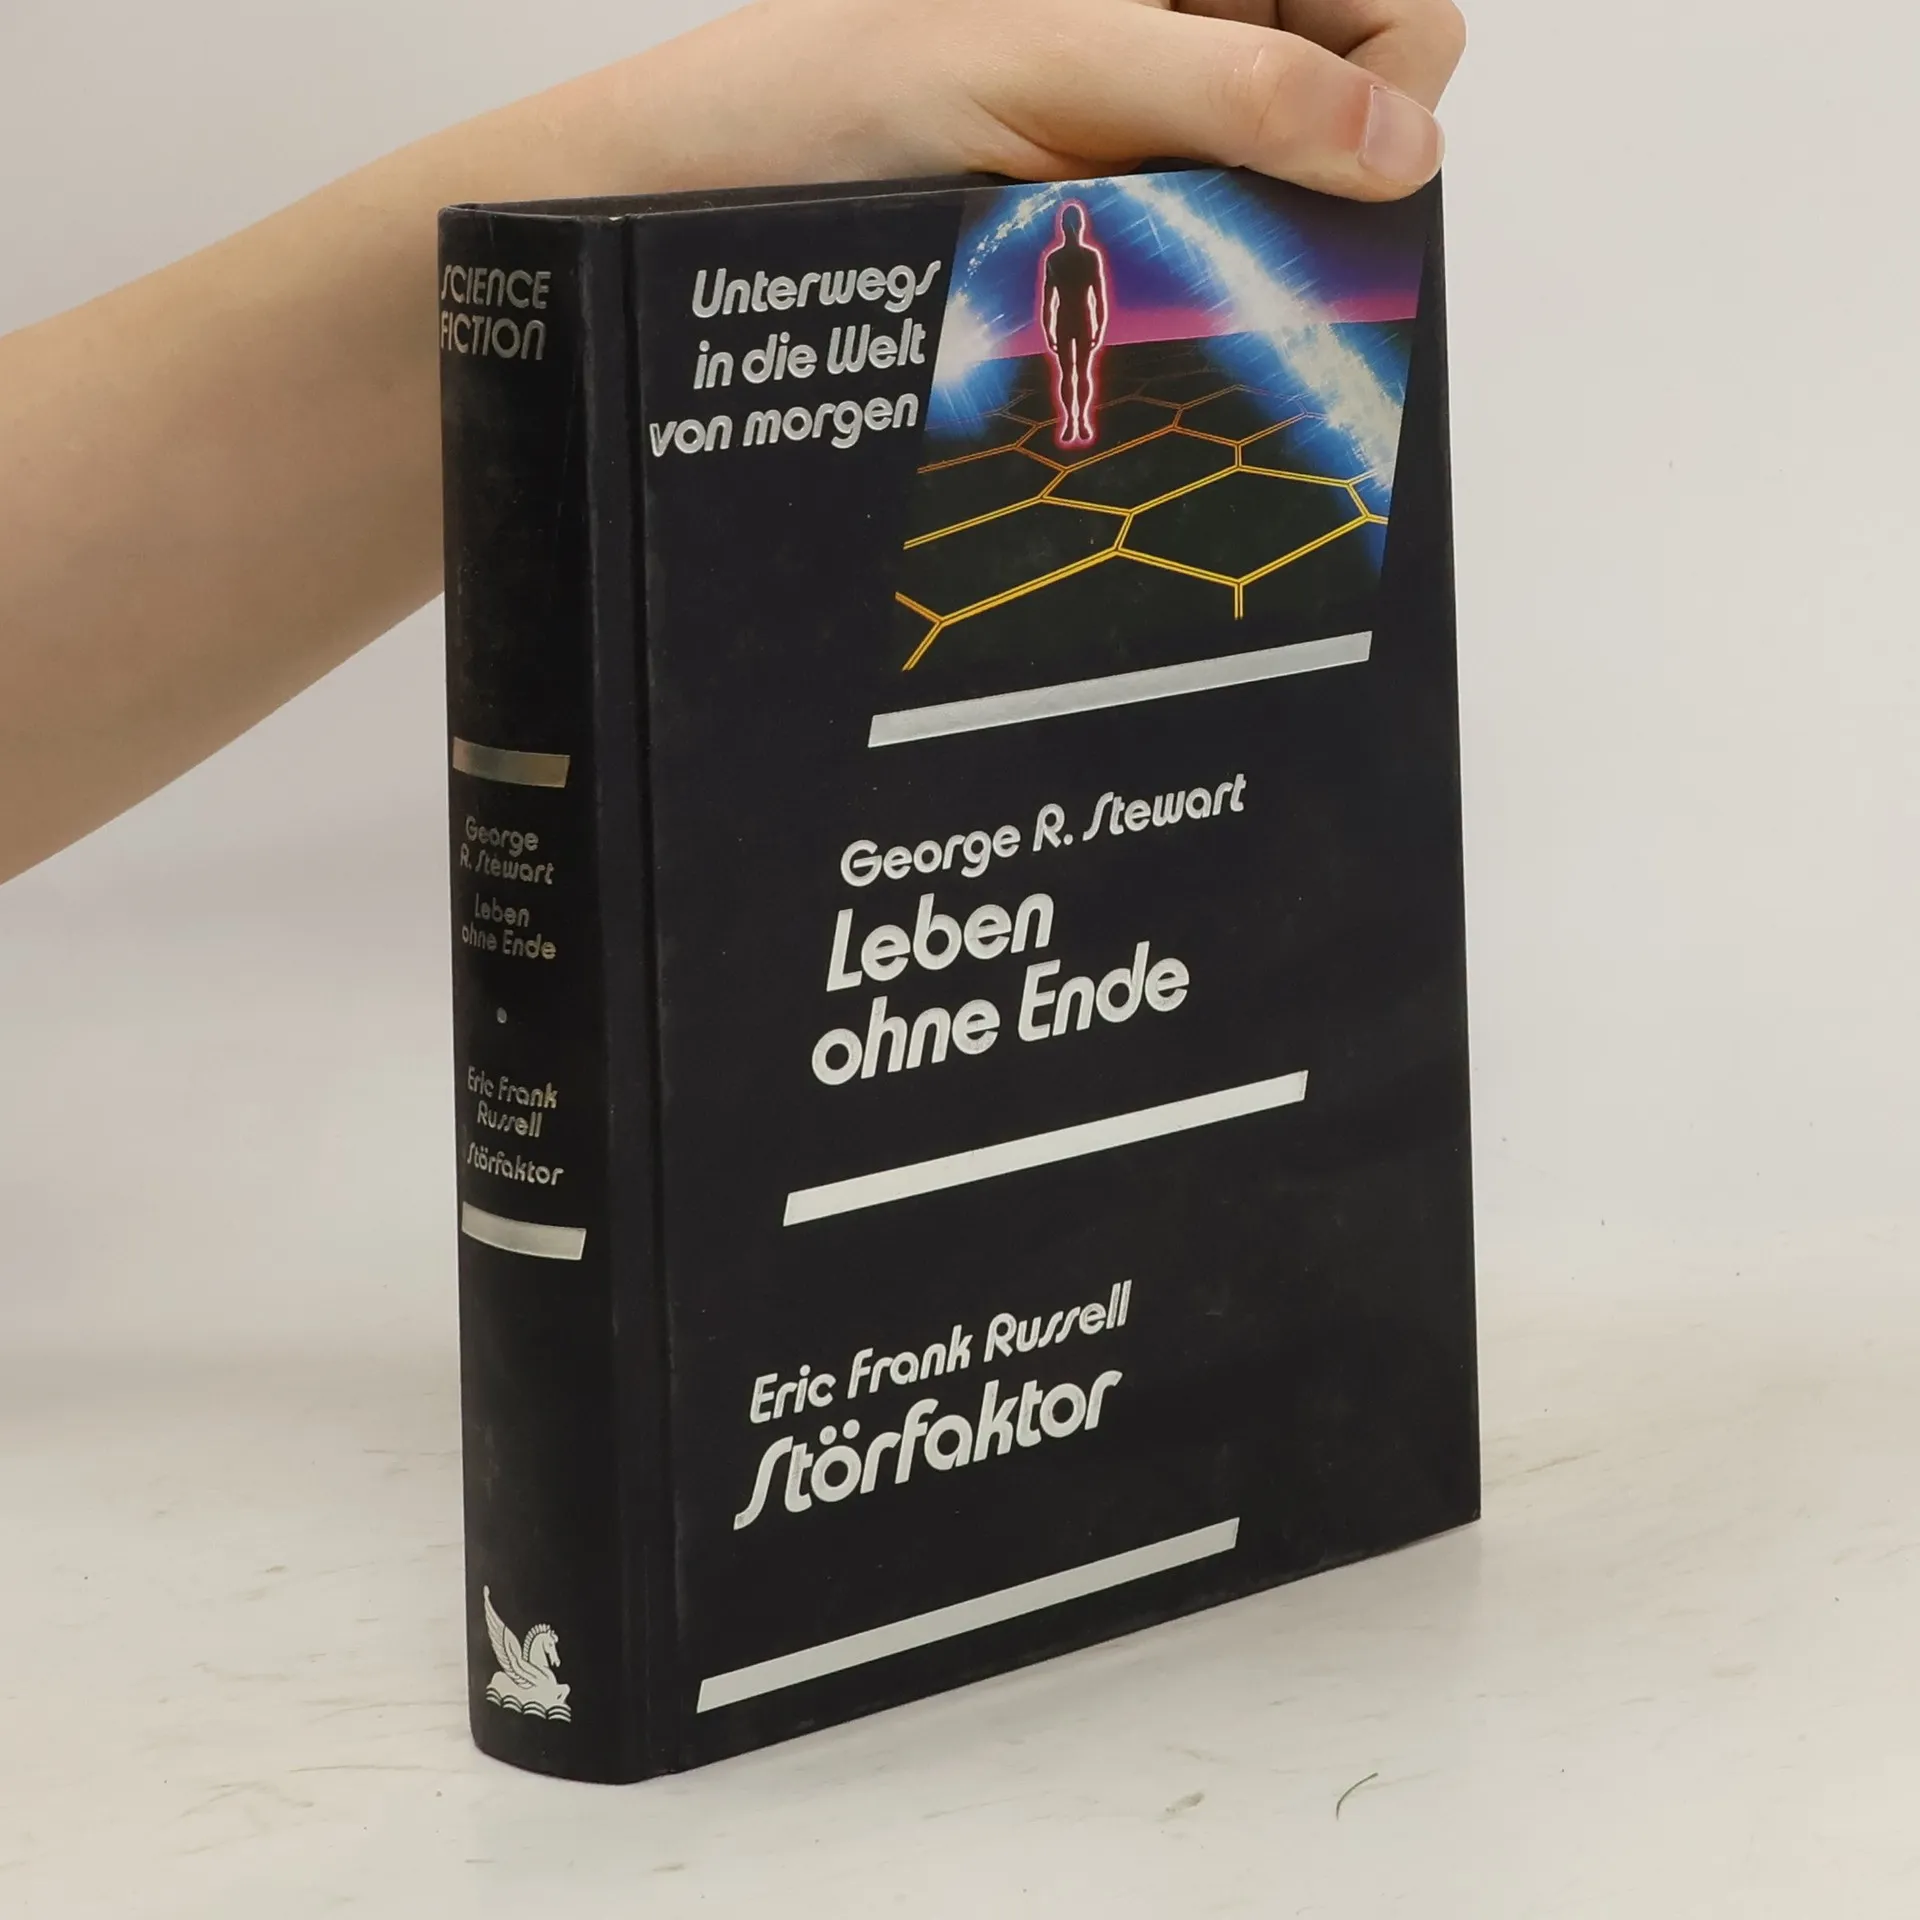 SCIENCE
FICTION
George
R. Stewart
Leben
ohne Ende
•
Eric Frank
Russell
Störfaktor
Unterwegs
in die Welt
von morgen
George R. Stewart
Leben
ohne Ende
Eric Frank Russell
Störfaktor